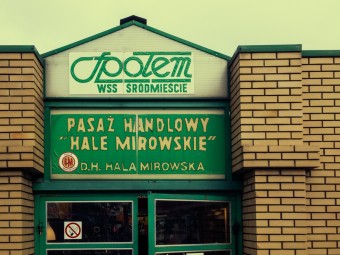 Społem
WSS ŚRÓDMIEŚCIE
PASAŻ HANDLOWY
"HALE MIROWSKIE"
D.H. HALA MIROWSKA